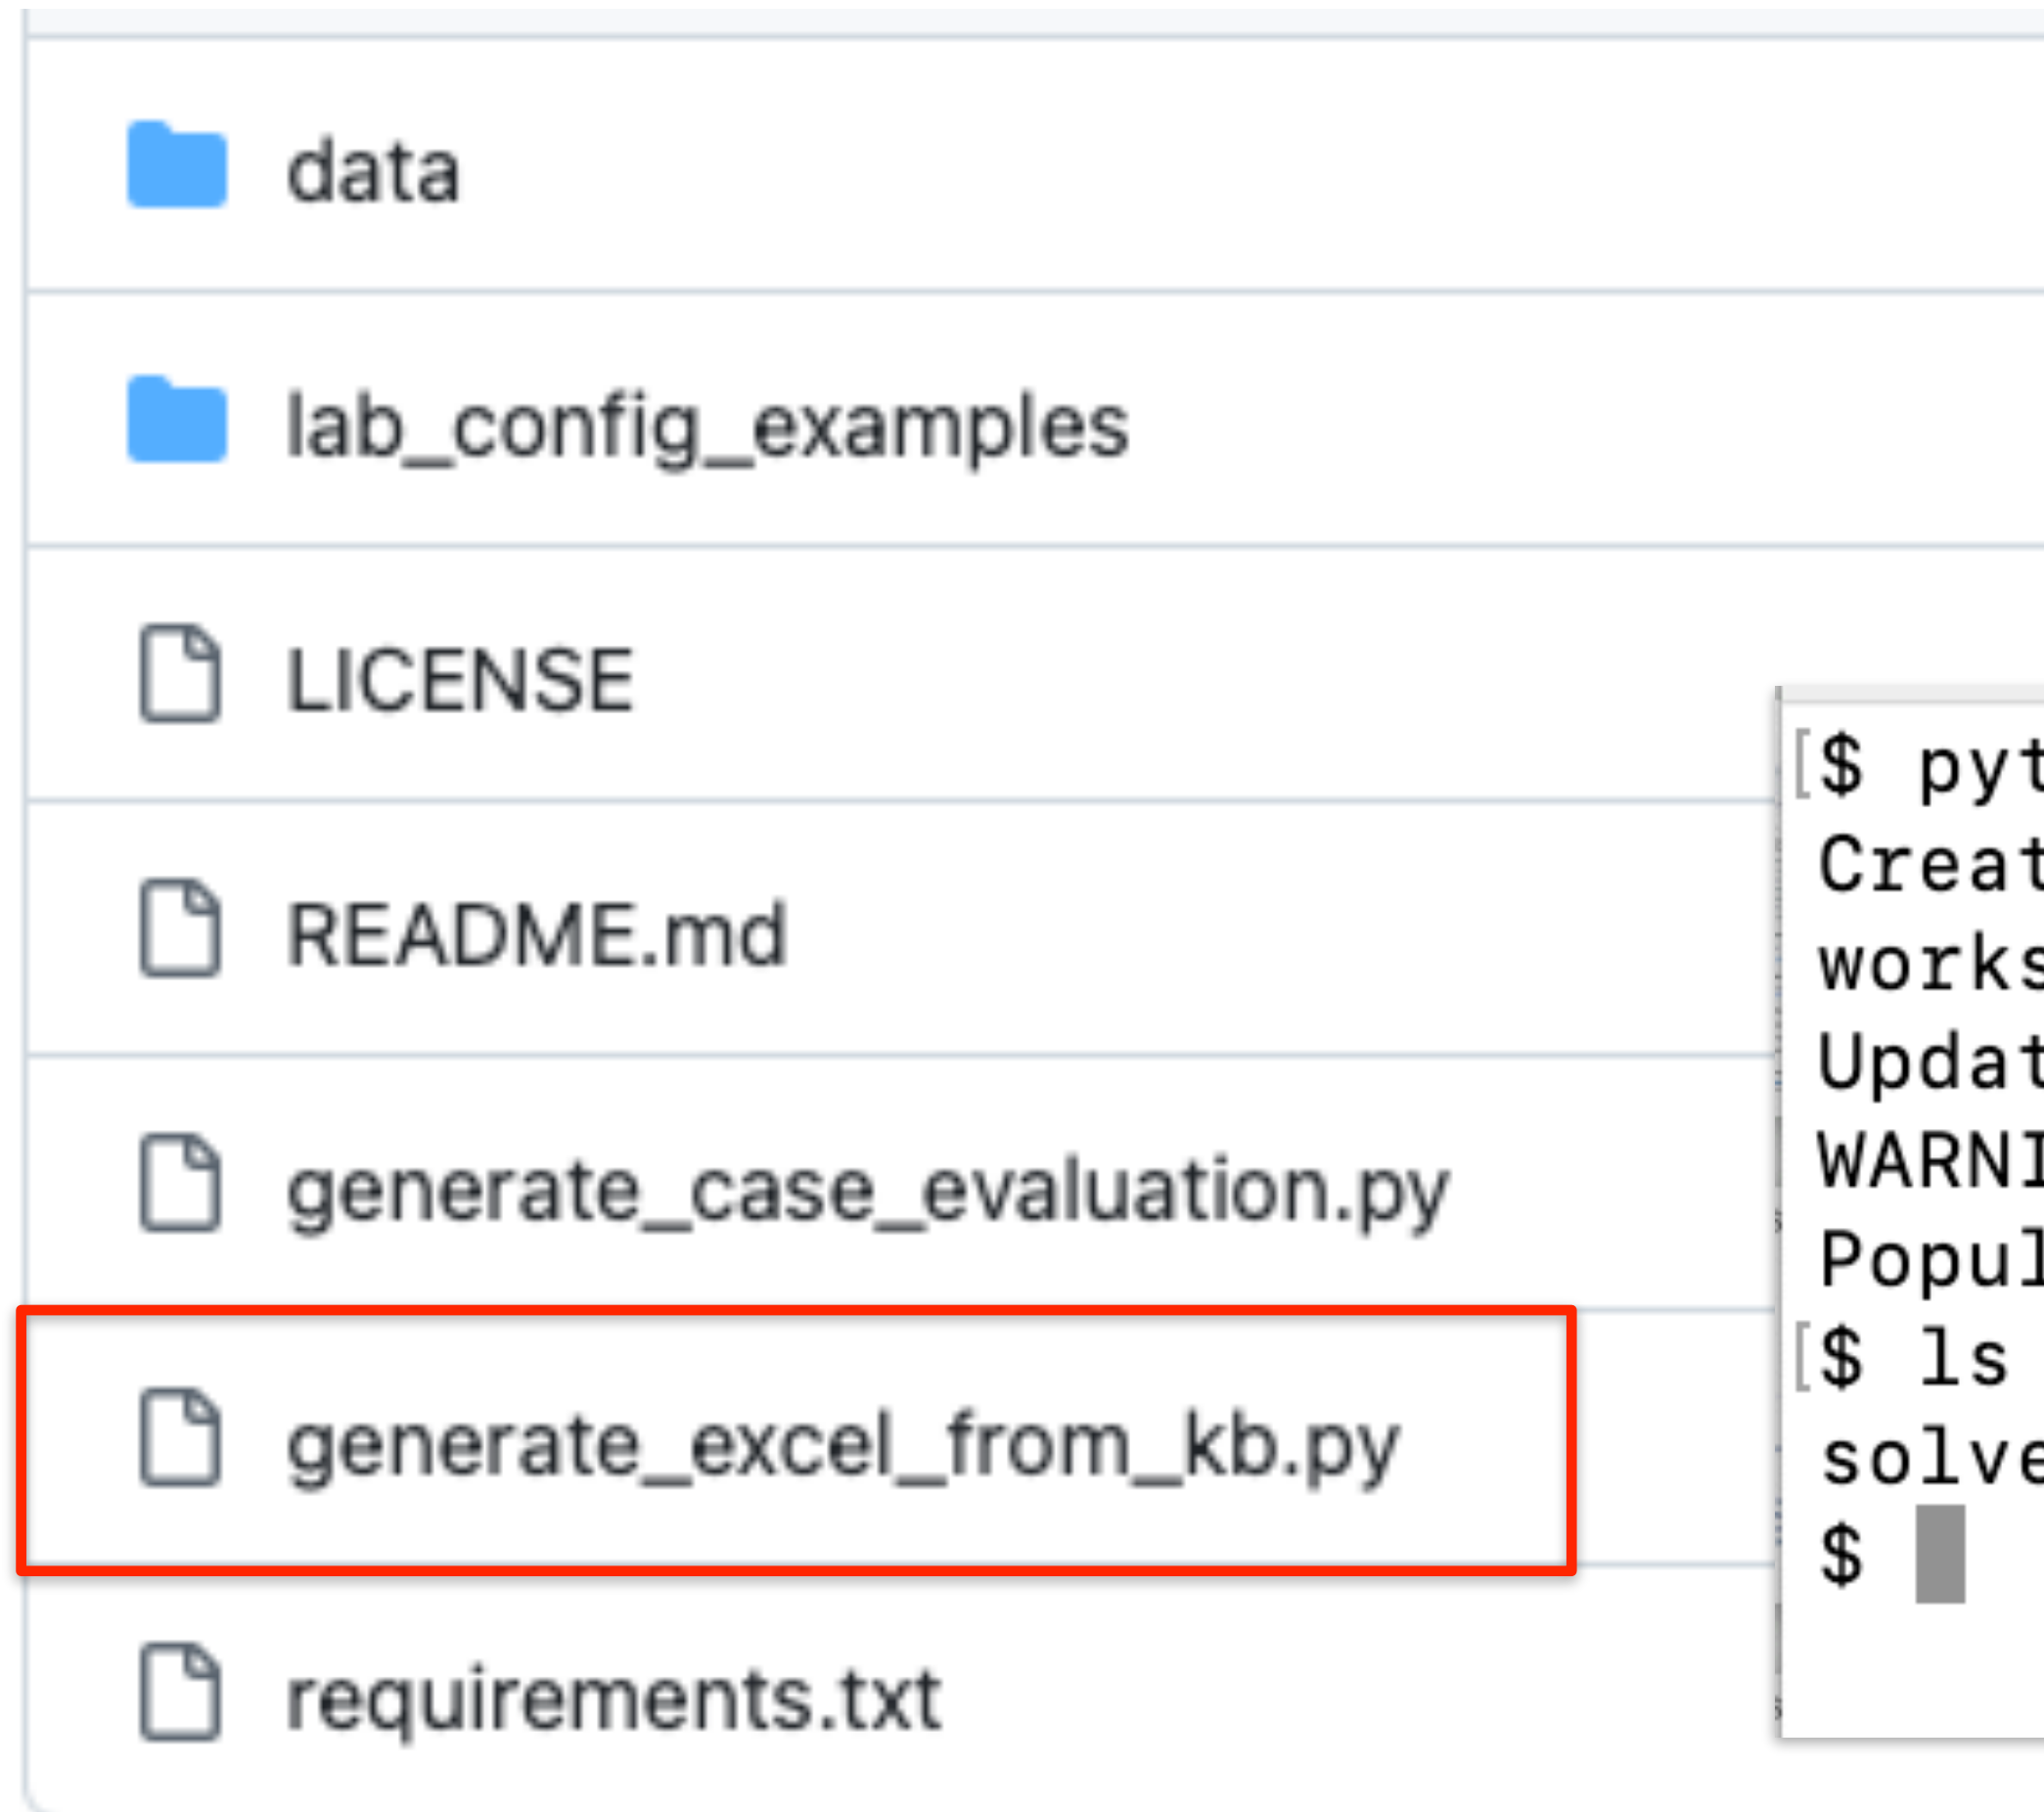 data
lab_config_examples
LICENSE
README.md
generate_case_evaluation.py
generate_excel_from_kb.py
requirements.txt
[$ pyt
Creat
works
Updat
WARNI
Popul
[$ ls
solve
$